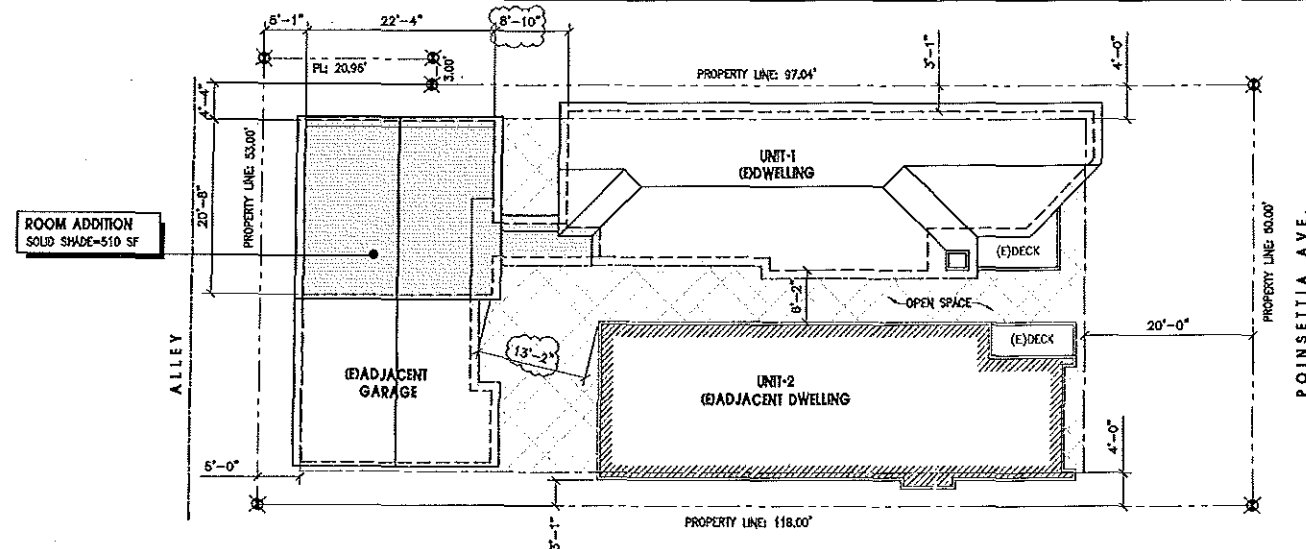 5'-1"
22'-4"
8'-10"
PL: 20.96'
3.00'
PROPERTY LINE: 97.04'
3'-1"
4'-0"
4'-4"
PROPERTY LINE: 53.00'
20'-8"
ROOM ADDITION
SOLID SHADE=510 SF
UNIT-1
(E)DWELLING
(E)DECK
OPEN SPACE
6'-2"
13'-2"
(E)DECK
20'-0"
PROPERTY LINE: 50.00'
POINSETTIA AVE
ALLEY
(E)ADJACENT
GARAGE
UNIT-2
(E)ADJACENT DWELLING
5'-0"
4'-0"
3'-1"
PROPERTY LINE: 118.00'